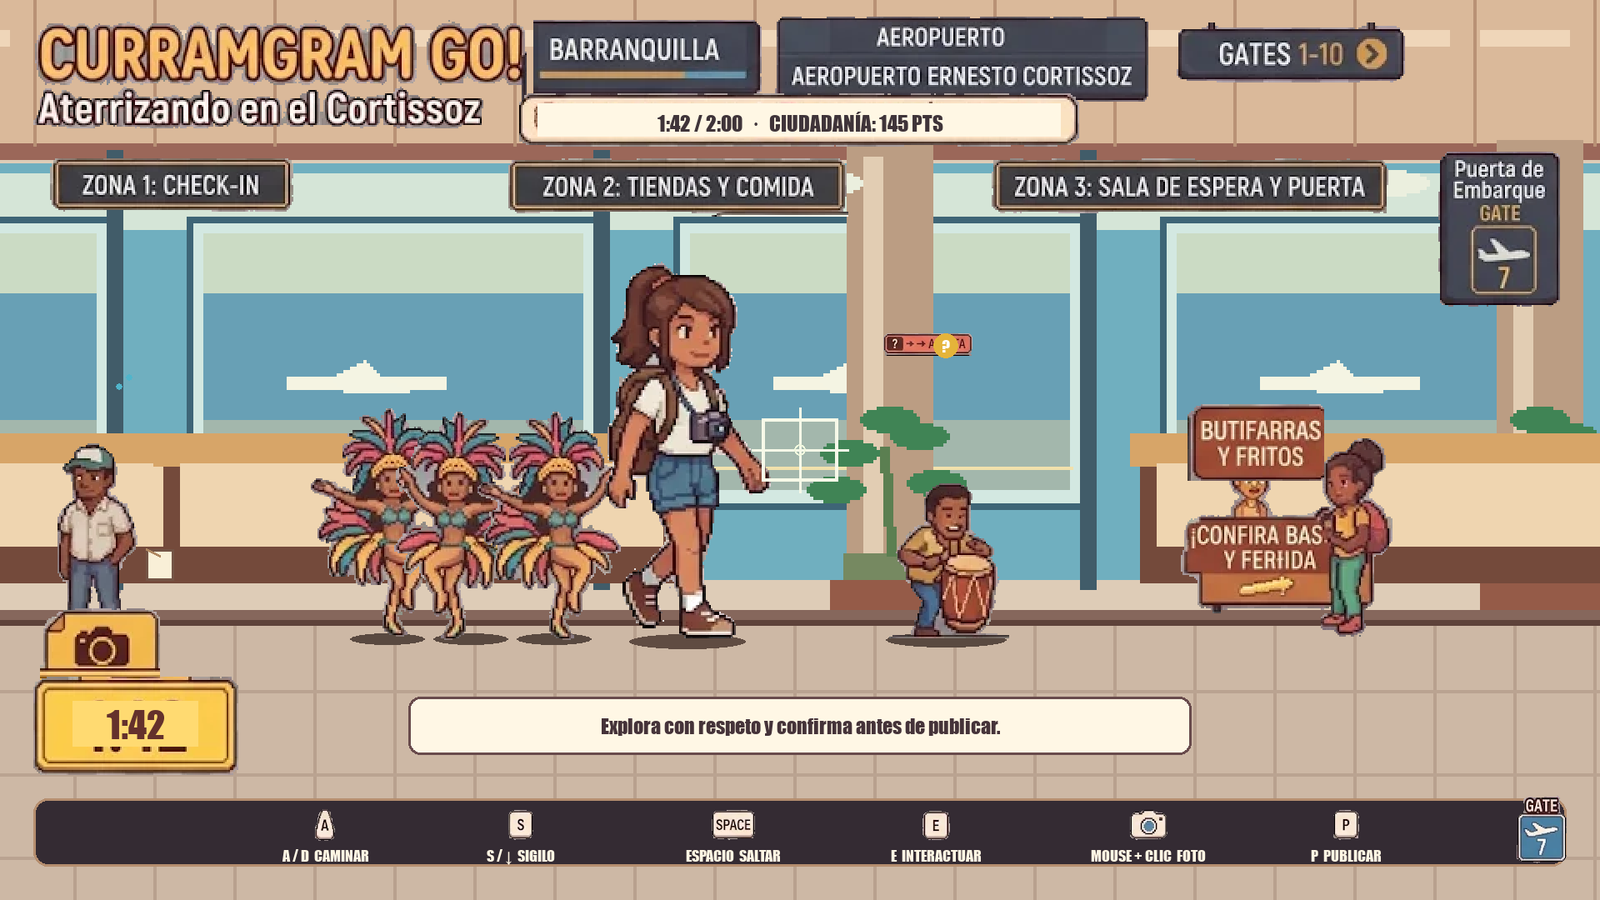 CURRAMGRAM GO!
Aterrizando en el Cortissoz
BARRANQUILLA
AEROPUERTO
AEROPUERTO ERNESTO CORTISSOZ
GATES 1-10
1:42 / 2:00 · CIUDADANÍA: 145 PTS
ZONA 1: CHECK-IN
ZONA 2: TIENDAS Y COMIDA
ZONA 3: SALA DE ESPERA Y PUERTA
Puerta de
Embarque
GATE
7
?
?
BUTIFARRAS
Y FRITOS
¡CONFIRA BAS
Y FERHIDA
1:42
Explora con respeto y confirma antes de publicar.
A
A / D CAMINAR
S
S / ↓ SIGILO
SPACE
ESPACIO SALTAR
E
E INTERACTUAR
MOUSE + CLIC FOTO
P
P PUBLICAR
GATE
7